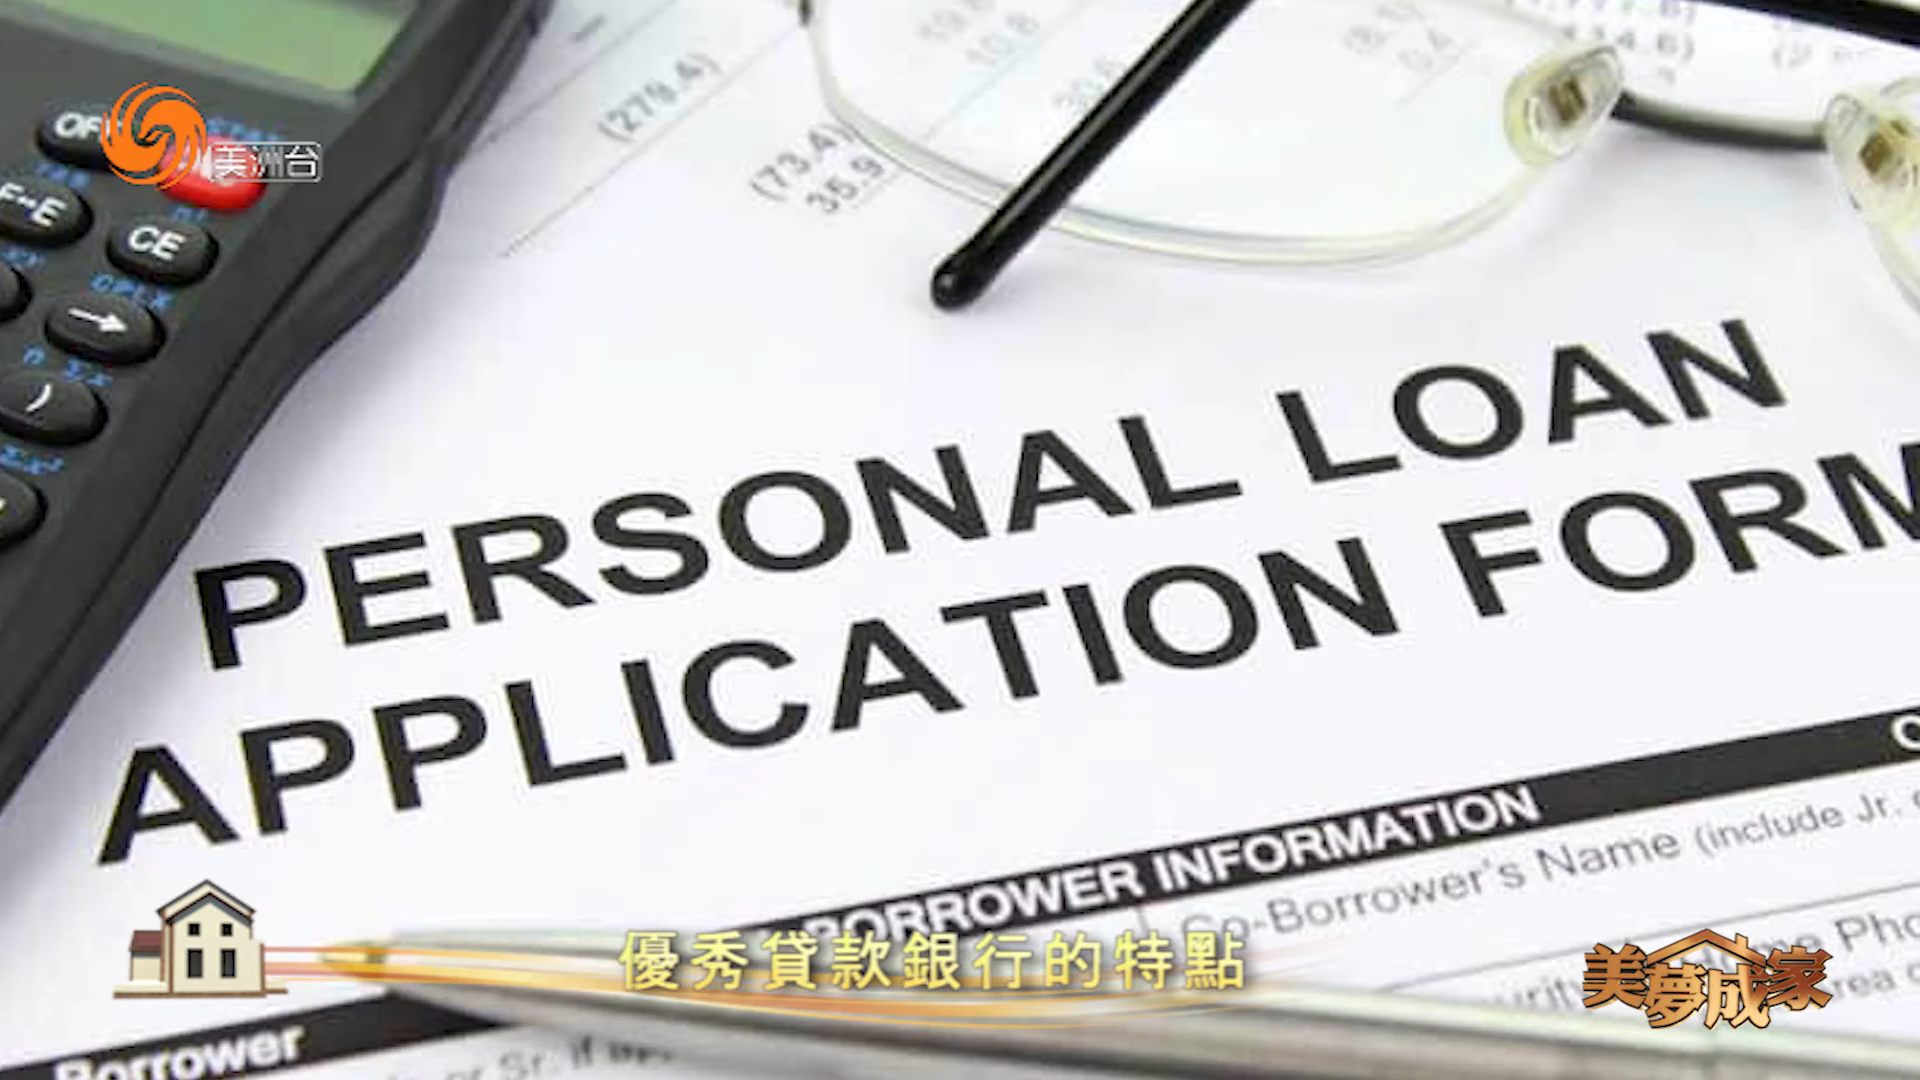 美洲台
CE
(279.4)
(73.4)
35.9
PERSONAL LOAN
APPLICATION FORM
BORROWER INFORMATION
Co-Borrower's Name (include Jr.
Borrower
優秀貸款銀行的特點
美夢成家